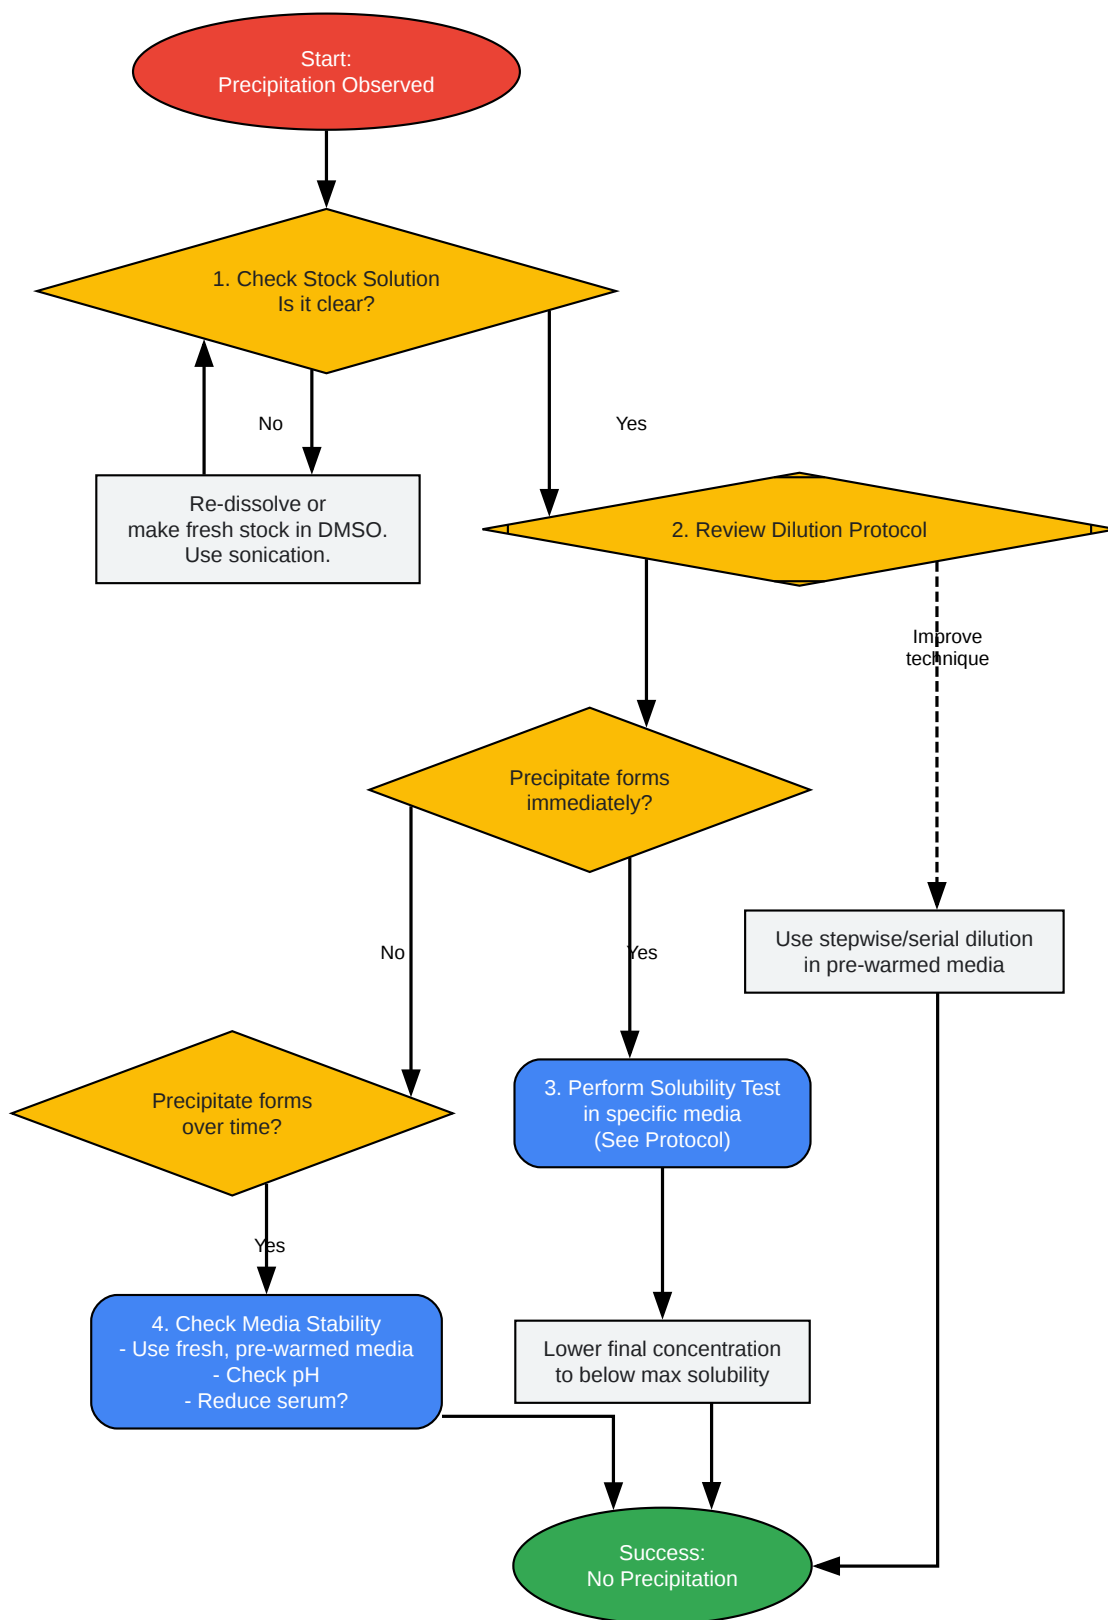 Start:
Precipitation Observed
1. Check Stock Solution
Is it clear?
No
Yes
Re-dissolve or
make fresh stock in DMSO.
Use sonication.
2. Review Dilution Protocol
Improve
technique
Precipitate forms
immediately?
Use stepwise/serial dilution
in pre-warmed media
No
Yes
Precipitate forms
over time?
3. Perform Solubility Test
in specific media
(See Protocol)
Yes
4. Check Media Stability
- Use fresh, pre-warmed media
- Check pH
- Reduce serum?
Lower final concentration
to below max solubility
Success:
No Precipitation